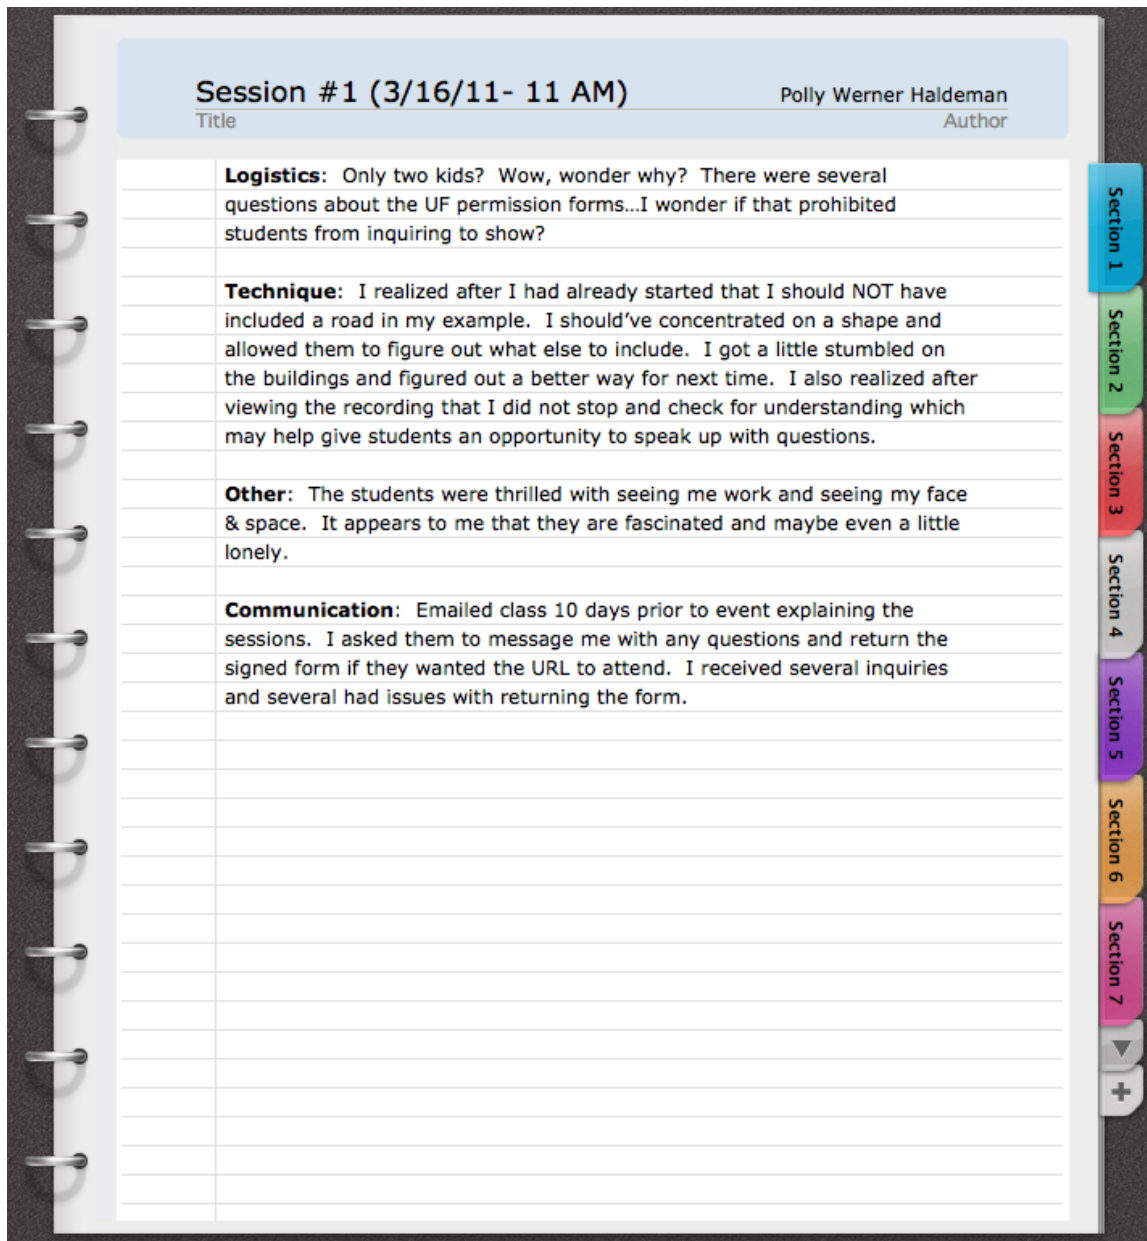 Session #1 (3/16/11- 11 AM)
Polly Werner Haldeman
Title
Author
Logistics:  Only two kids?  Wow, wonder why?  There were several
questions about the UF permission forms...I wonder if that prohibited
students from inquiring to show?
Technique:  I realized after I had already started that I should NOT have
included a road in my example.  I should've concentrated on a shape and
allowed them to figure out what else to include.  I got a little stumbled on
the buildings and figured out a better way for next time.  I also realized after
viewing the recording that I did not stop and check for understanding which
may help give students an opportunity to speak up with questions.
Other:  The students were thrilled with seeing me work and seeing my face
& space.  It appears to me that they are fascinated and maybe even a little
lonely.
Communication:  Emailed class 10 days prior to event explaining the
sessions.  I asked them to message me with any questions and return the
signed form if they wanted the URL to attend.  I received several inquiries
and several had issues with returning the form.
Section 1
Section 2
Section 3
Section 4
Section 5
Section 6
Section 7